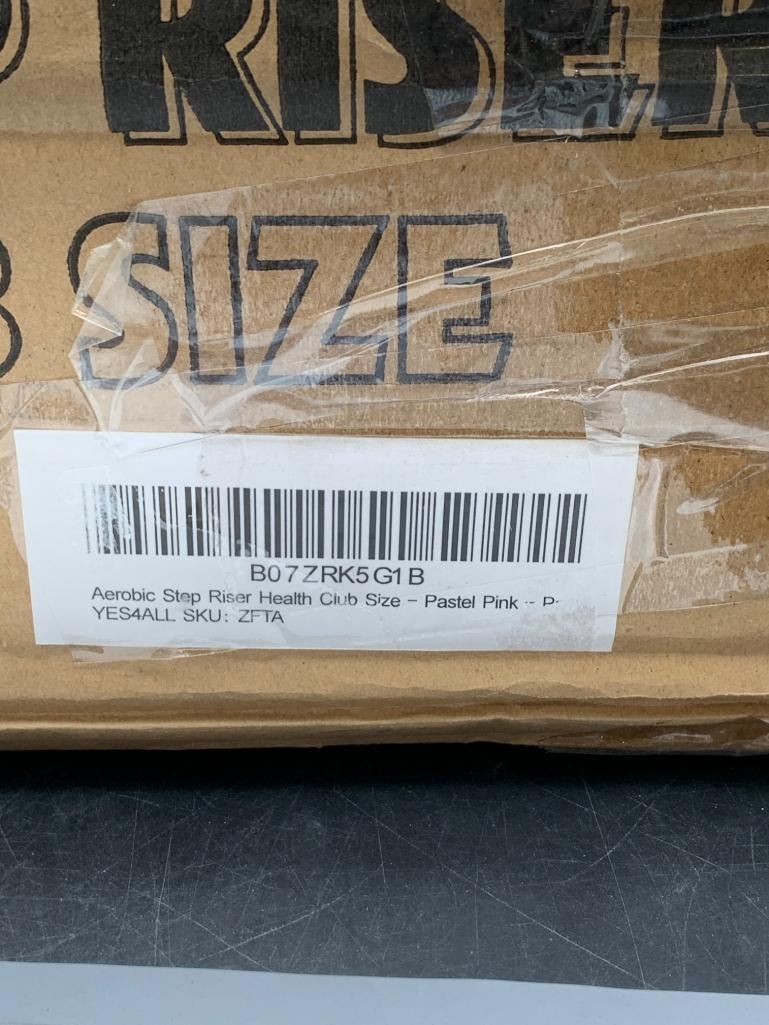 RISER
SIZE
B07ZRK5G1B
Aerobic Step Riser Health Club Size - Pastel Pink -
YES4ALL SKU: ZFTA